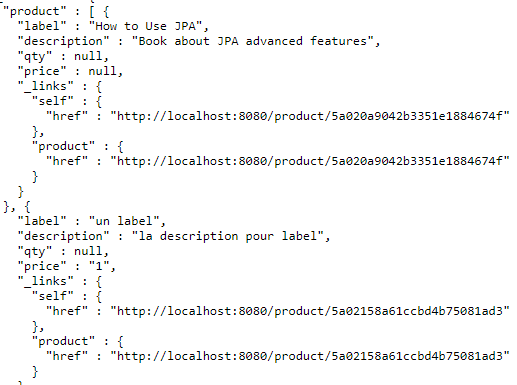 "product" : [ {
"label" : "How to Use JPA",
"description" : "Book about JPA advanced features",
"qty" : null,
"price" : null,
"_links" : {
"self" : {
"href" : "http://localhost:8080/product/5a020a9042b3351e1884674f"
},
"product" : {
"href" : "http://localhost:8080/product/5a020a9042b3351e1884674f"
}
}
}, {
"label" : "un label",
"description" : "la description pour label",
"qty" : null,
"price" : "1",
"_links" : {
"self" : {
"href" : "http://localhost:8080/product/5a02158a61ccbd4b75081ad3"
},
"product" : {
"href" : "http://localhost:8080/product/5a02158a61ccbd4b75081ad3"
}